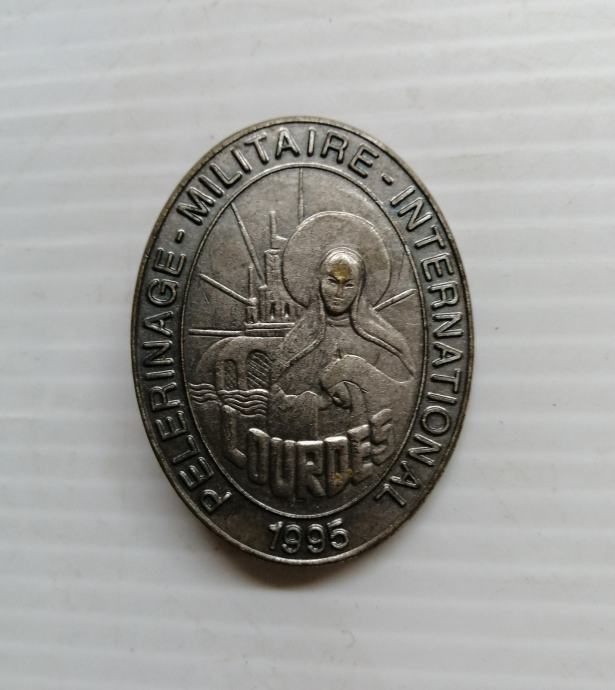 PELERINAGE - MILITAIRE - INTERNATIONAL
LOURDES
1995